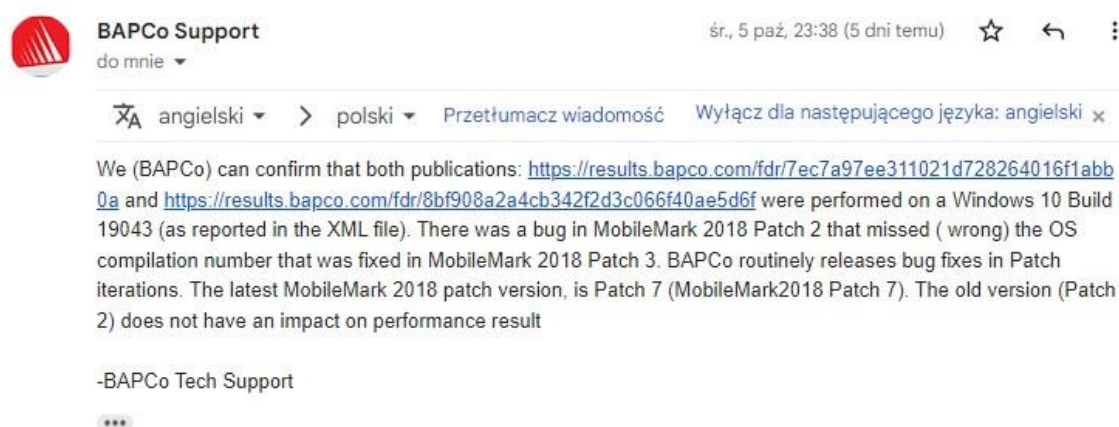 BAPCo Support
śr., 5 paź, 23:38 (5 dni temu)
do mnie
angielski > polski Przetłumacz wiadomość Wyłącz dla następującego języka: angielski x
We (BAPCo) can confirm that both publications: https://results.bapco.com/fdr/7ec7a97ee311021d728264016f1abb
0a and https://results.bapco.com/fdr/8bf908a2a4cb342f2d3c066f40ae5d6f were performed on a Windows 10 Build
19043 (as reported in the XML file). There was a bug in MobileMark 2018 Patch 2 that missed ( wrong) the OS
compilation number that was fixed in MobileMark 2018 Patch 3. BAPCo routinely releases bug fixes in Patch
iterations. The latest MobileMark 2018 patch version, is Patch 7 (MobileMark2018 Patch 7). The old version (Patch
2) does not have an impact on performance result
-BAPCo Tech Support